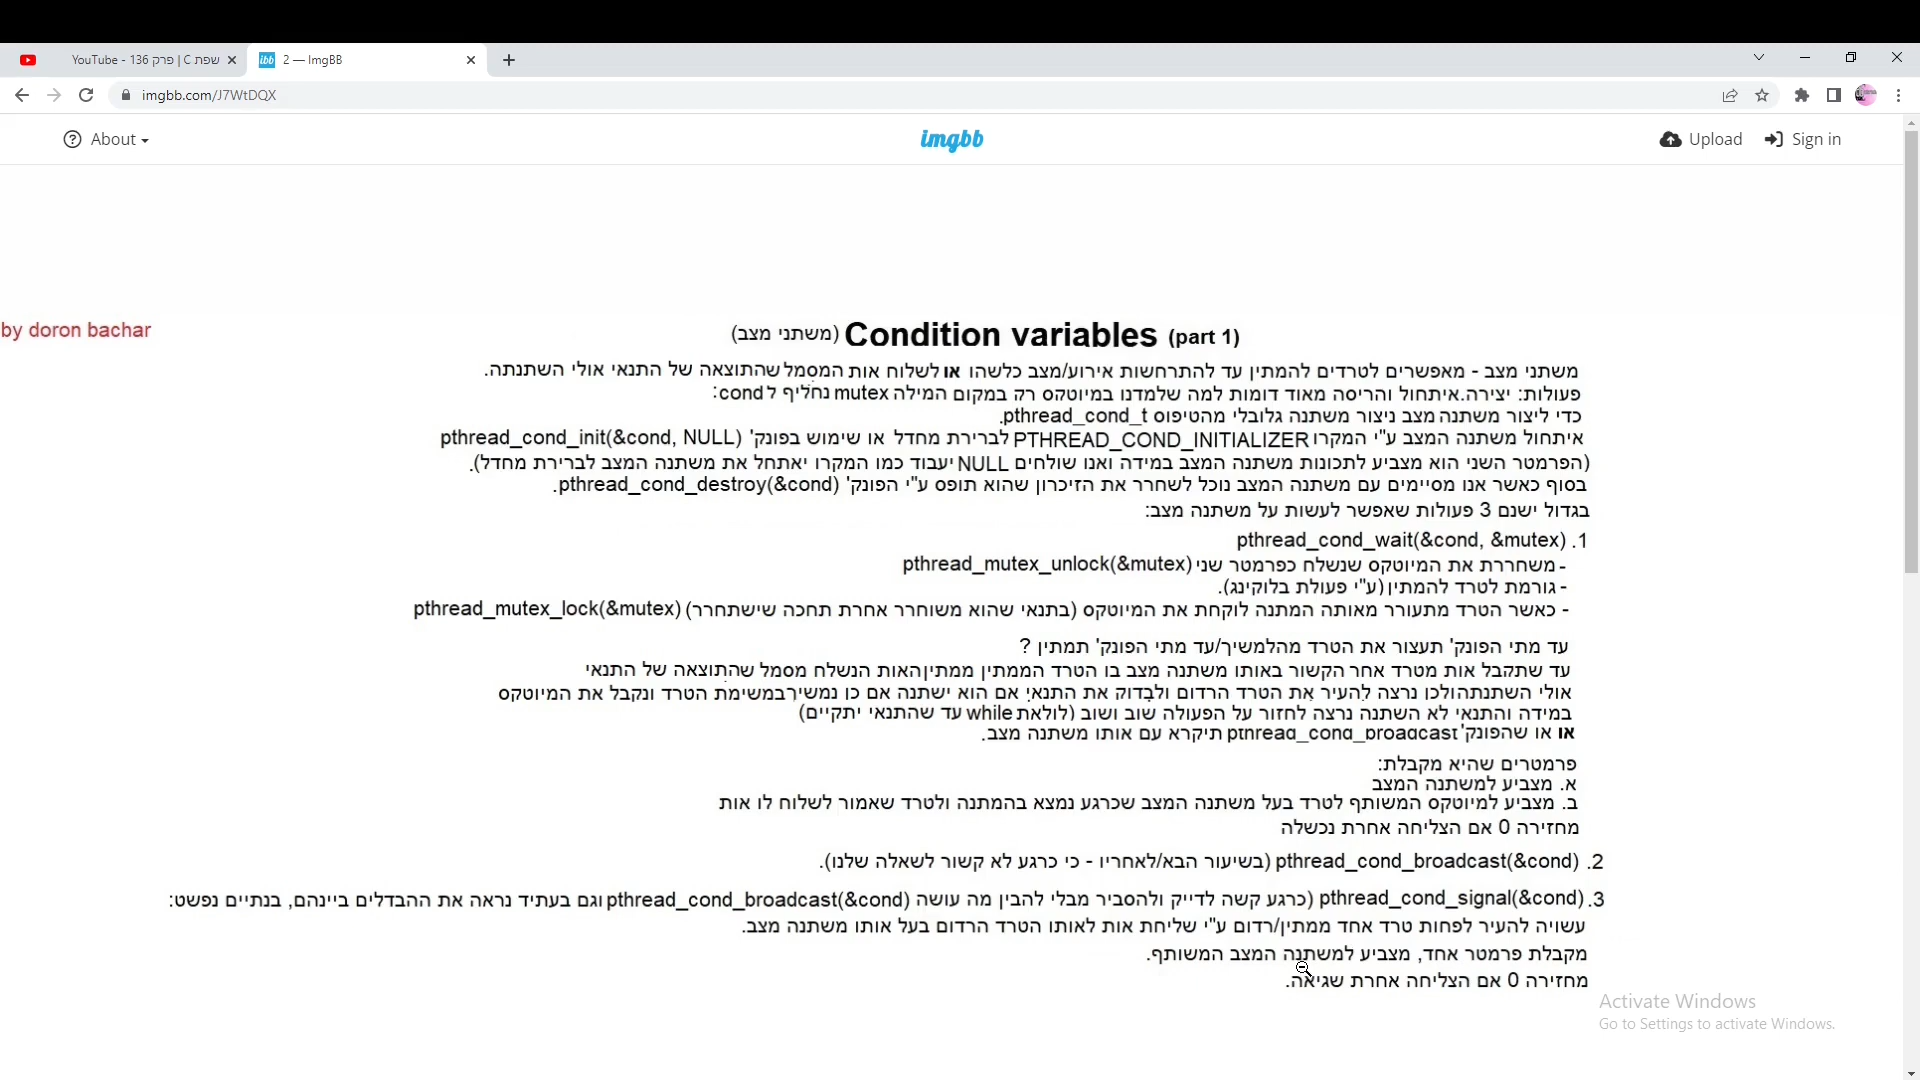 YouTube - 136 שפת C | פרק
2 — ImgBB
imgbb.com/J7WtDQX
About
imgbb
Upload
Sign in
by doron bachar
(משתני מצב) Condition variables (part 1)
משתני מצב - מאפשרים לטרדים להמתין עד להתרחשות אירוע/מצב כלשהו או לשלוח אות המסמל שהתוצאה של התנאי אולי השתנתה.
פעולות: יצירה.איתחול והריסה מאוד דומות למה שלמדנו במיוטקס רק במקום המילה mutex נחליף ל cond:
כדי ליצור משתנה מצב ניצור משתנה גלובלי מהטיפוס pthread_cond_t.
איתחול משתנה המצב ע"י המקרו PTHREAD_COND_INITIALIZER לברירת מחדל או שימוש בפונק' pthread_cond_init(&cond, NULL)
(הפרמטר השני הוא מצביע לתכונות משתנה המצב במידה ואנו שולחים NULL יעבוד כמו המקרו יאתחל את משתנה המצב לברירת מחדל).
בסוף כאשר אנו מסיימים עם משתנה המצב נוכל לשחרר את הזיכרון שהוא תופס ע"י הפונק' pthread_cond_destroy(&cond).
בגדול ישנם 3 פעולות שאפשר לעשות על משתנה מצב:
1. pthread_cond_wait(&cond, &mutex)
- משחררת את המיוטקס שנשלח כפרמטר שני pthread_mutex_unlock(&mutex)
- גורמת לטרד להמתין (ע"י פעולת בלוקינג).
- כאשר הטרד מתעורר מאותה המתנה לוקחת את המיוטקס (בתנאי שהוא משוחרר אחרת תחכה שישתחרר) pthread_mutex_lock(&mutex)
עד מתי הפונק' תעצור את הטרד מהלמשיך/עד מתי הפונק' תמתין ?
עד שתקבל אות מטרד אחר הקשור באותו משתנה מצב בו הטרד הממתין ממתין האות הנשלח מסמל שהתוצאה של התנאי
אולי השתנתה ולכן נרצה להעיר את הטרד הרדום ולבדוק את התנאי אם הוא ישתנה אם כן נמשיך במשימת הטרד ונקבל את המיוטקס
במידה והתנאי לא השתנה נרצה לחזור על הפעולה שוב ושוב (לולאת while עד שהתנאי יתקיים)
או או שהפונק' pthread_cond_broadcast תיקרא עם אותו משתנה מצב.
פרמטרים שהיא מקבלת:
א. מצביע למשתנה המצב
ב. מצביע למיוטקס המשותף לטרד בעל משתנה המצב שכרגע נמצא בהמתנה ולטרד שאמור לשלוח לו אות
מחזירה 0 אם הצליחה אחרת נכשלה
2. pthread_cond_broadcast(&cond) (בשיעור הבא/לאחריו - כי כרגע לא קשור לשאלה שלנו).
3. pthread_cond_signal(&cond) (כרגע קשה לדייק ולהסביר מבלי להבין מה עושה pthread_cond_broadcast(&cond) וגם בעתיד נראה את ההבדלים ביינהם, בנתיים נפשט:
עשויה להעיר לפחות טרד אחד ממתין/רדום ע"י שליחת אות לאותו הטרד הרדום בעל אותו משתנה מצב.
מקבלת פרמטר אחד, מצביע למשתנה המצב המשותף.
מחזירה 0 אם הצליחה אחרת שגיאה.
Activate Windows
Go to Settings to activate Windows.